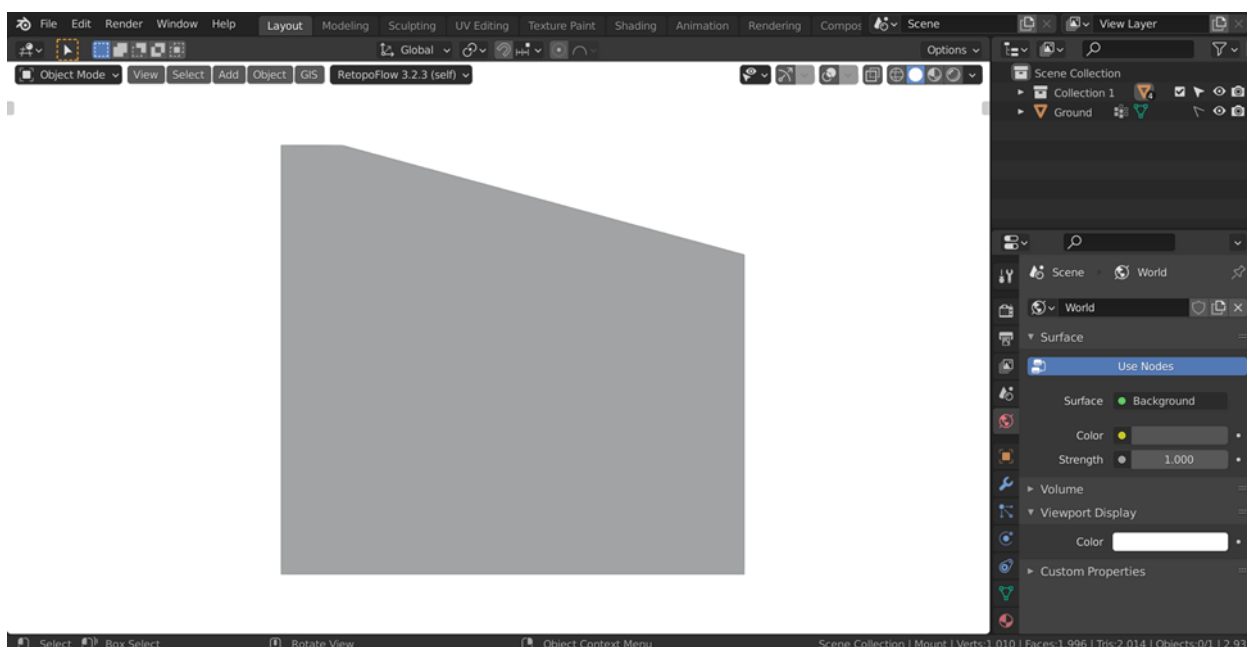 File Edit Render Window Help Layout Modeling Sculpting UV Editing Texture Paint Shading Animation Rendering Compos Scene View Layer
Global Options
Object Mode View Select Add Object GIS RetopoFlow 3.2.3 (self)
Scene Collection
Collection 1 4
Ground
Scene World
World
Surface
Use Nodes
Surface Background
Color
Strength 1.000
Volume
Viewport Display
Color
Custom Properties
Select Box Select Rotate View Object Context Menu Scene Collection | Mount | Verts:1,010 | Faces:1,996 | Tris:2,014 | Objects:0/1 | 2.93